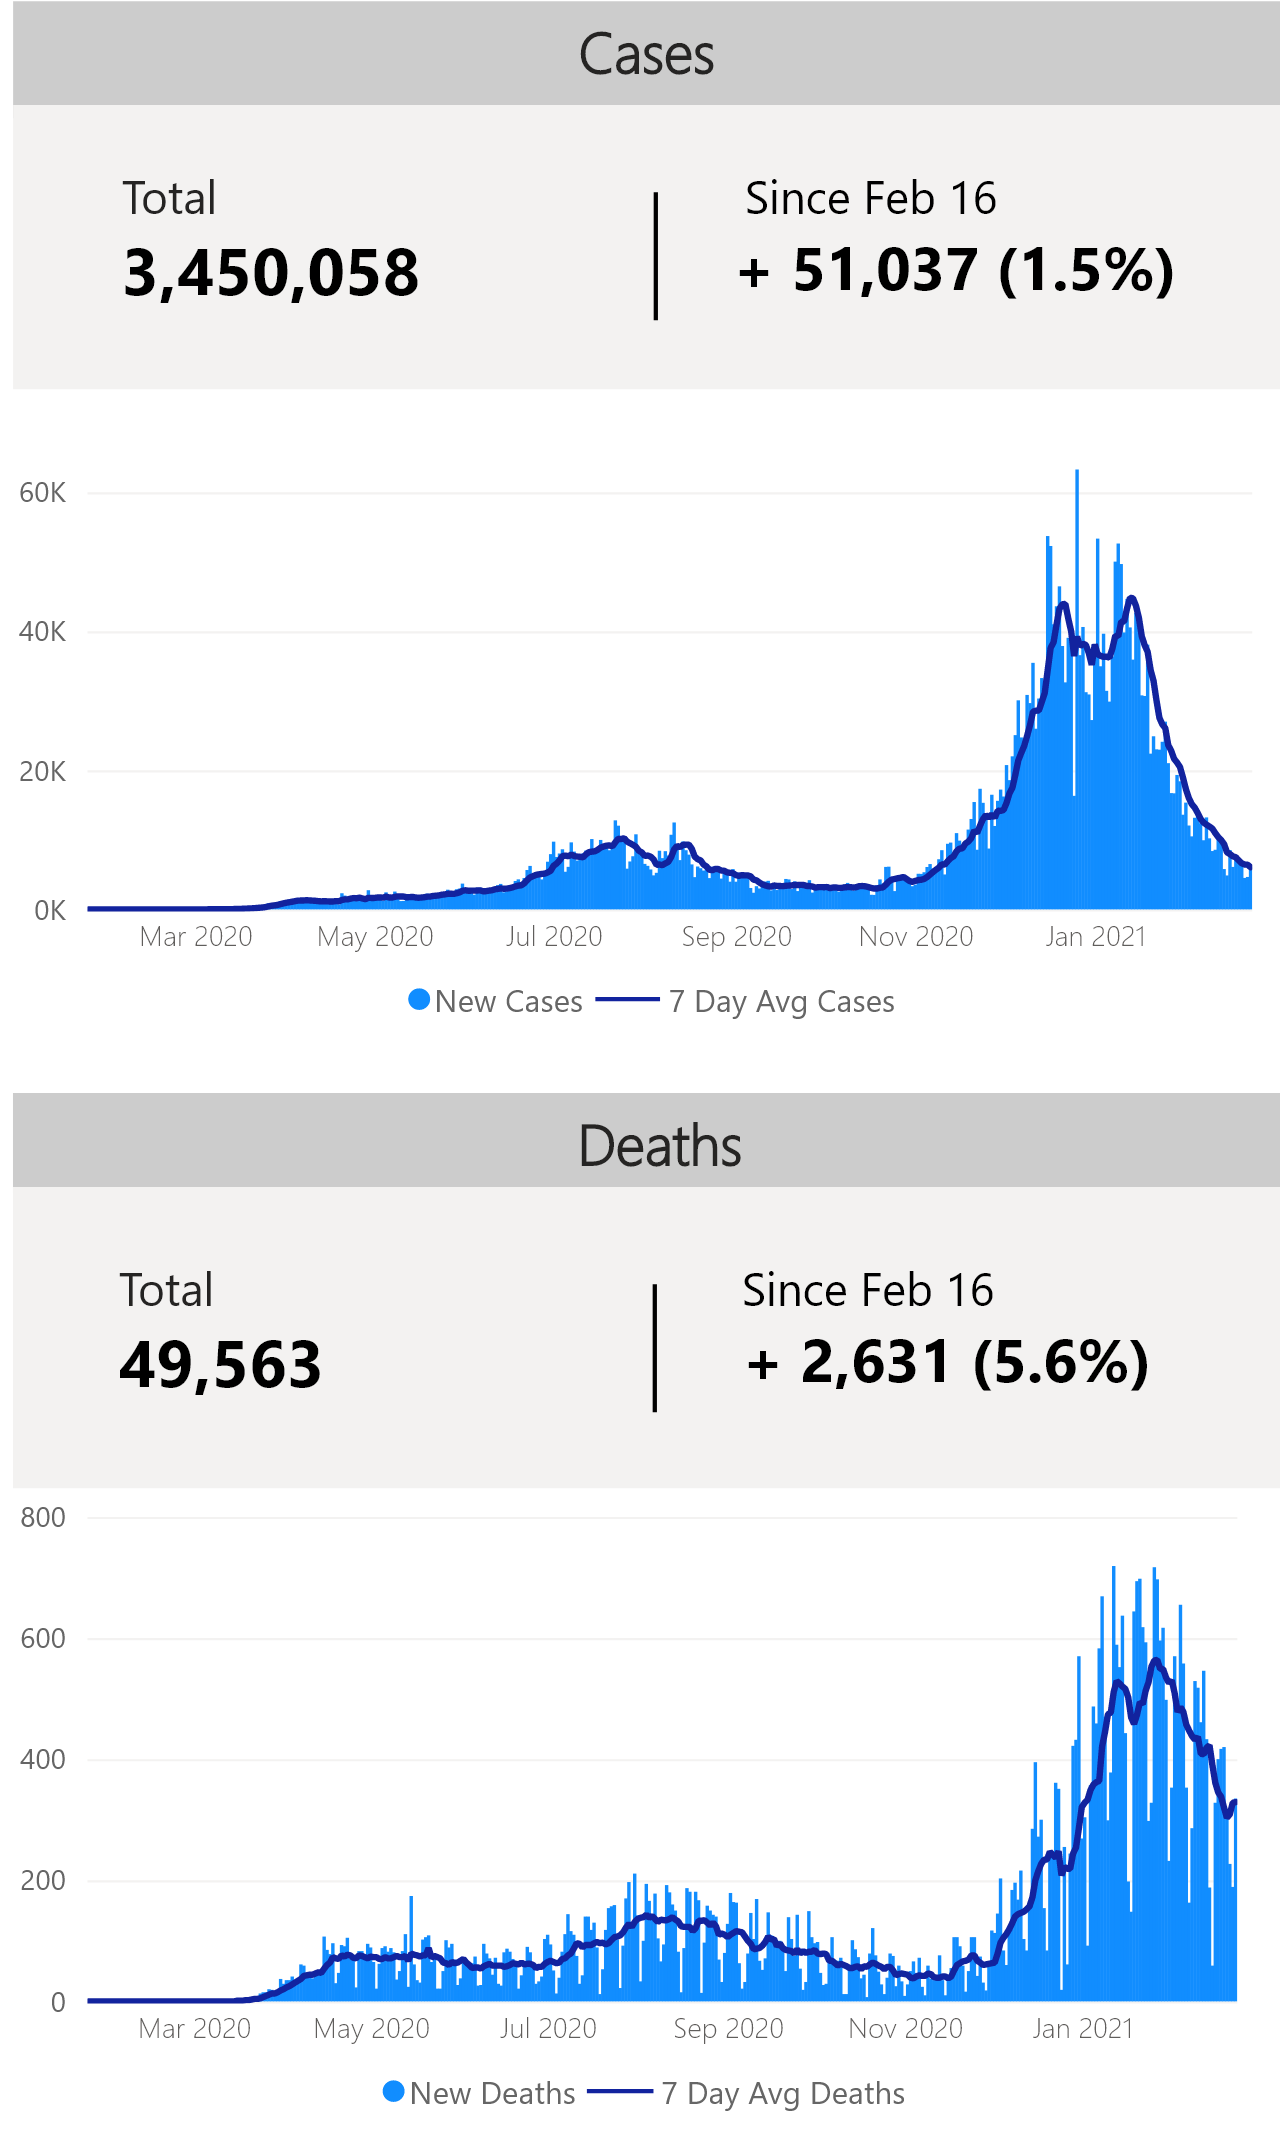 Cases
Total
Since Feb 16
3,450,058
+ 51,037 (1.5%)
60K
40K
20K
0K
Mar 2020 May 2020 Jul 2020 Sep 2020 Nov 2020 Jan 2021
New Cases 7 Day Avg Cases
Deaths
Total
Since Feb 16
49,563
+ 2,631 (5.6%)
800
600
400
200
0
Mar 2020 May 2020 Jul 2020 Sep 2020 Nov 2020 Jan 2021
New Deaths 7 Day Avg Deaths